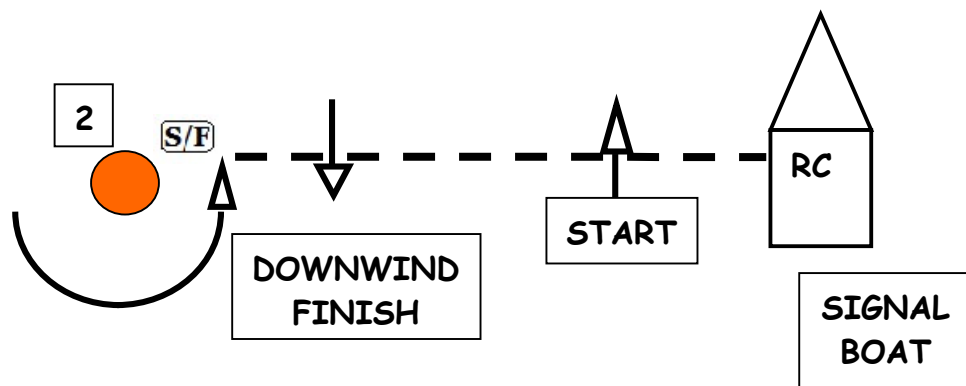 2
S/F
RC
START
DOWNWIND
FINISH
SIGNAL
BOAT